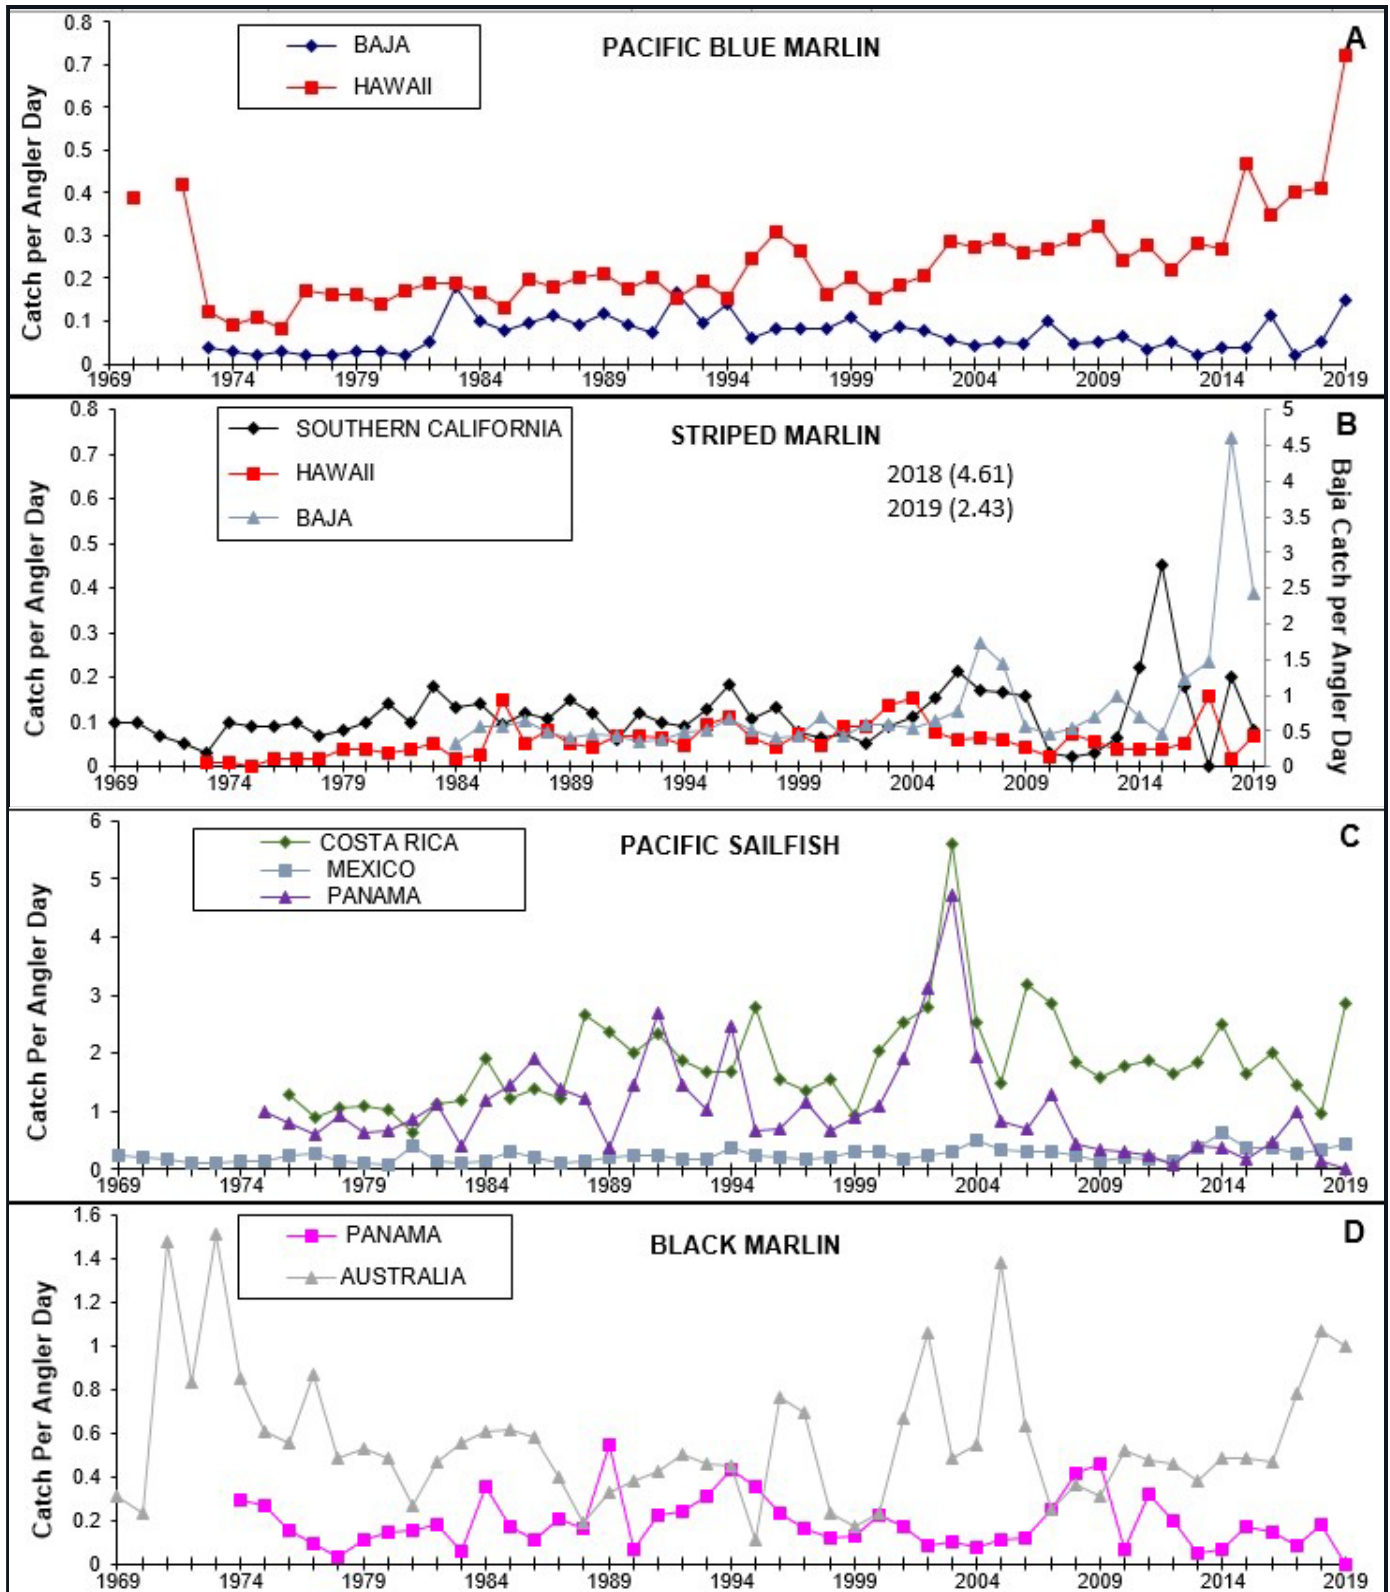 PACIFIC BLUE MARLIN
A
BAJA
HAWAII
Catch per Angler Day
0.8
0.7
0.6
0.5
0.4
0.3
0.2
0.1
0
1969 1974 1979 1984 1989 1994 1999 2004 2009 2014 2019
STRIPED MARLIN
B
SOUTHERN CALIFORNIA
HAWAII
BAJA
2018 (4.61)
2019 (2.43)
Catch per Angler Day
0.8
0.7
0.6
0.5
0.4
0.3
0.2
0.1
0
Baja Catch per Angler Day
5
4.5
4
3.5
3
2.5
2
1.5
1
0.5
0
1969 1974 1979 1984 1989 1994 1999 2004 2009 2014 2019
PACIFIC SAILFISH
C
COSTA RICA
MEXICO
PANAMA
Catch Per Angler Day
6
5
4
3
2
1
0
1969 1974 1979 1984 1989 1994 1999 2004 2009 2014 2019
BLACK MARLIN
D
PANAMA
AUSTRALIA
Catch Per Angler Day
1.6
1.4
1.2
1
0.8
0.6
0.4
0.2
0
1969 1974 1979 1984 1989 1994 1999 2004 2009 2014 2019